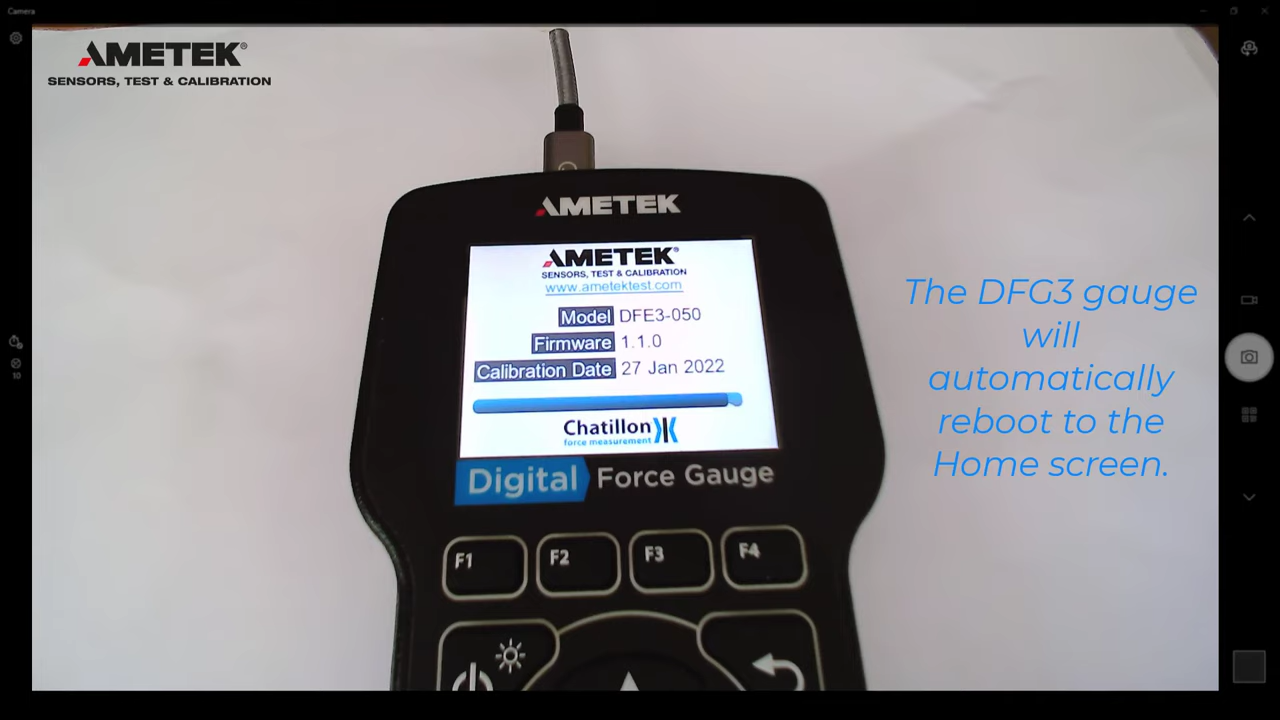 Camera
AMETEK®
SENSORS, TEST & CALIBRATION
AMETEK
AMETEK®
SENSORS, TEST & CALIBRATION
www.ametektest.com
Model DFE3-050
Firmware 1.1.0
Calibration Date 27 Jan 2022
Chatillon
force measurement
Digital Force Gauge
F1 F2 F3 F4
The DFG3 gauge
will
automatically
reboot to the
Home screen.
10